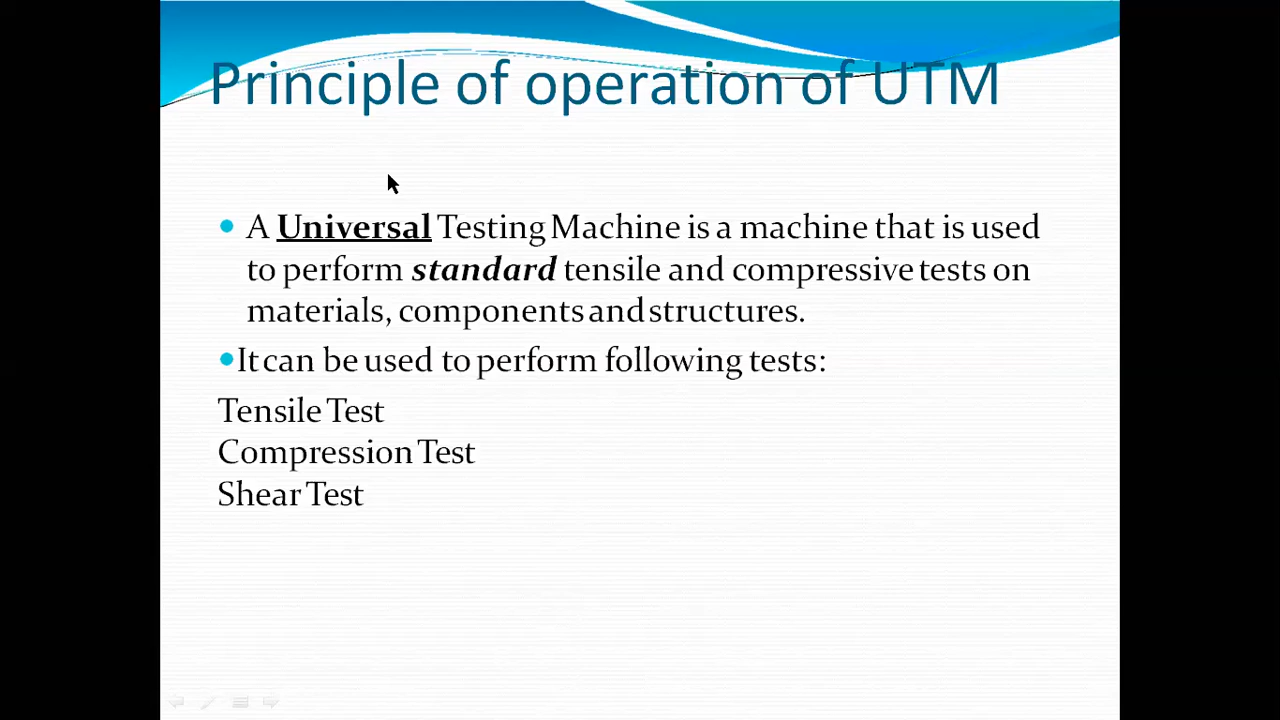 Principle of operation of UTM
• A Universal Testing Machine is a machine that is used
to perform standard tensile and compressive tests on
materials, components and structures.
•It can be used to perform following tests:
Tensile Test
Compression Test
Shear Test